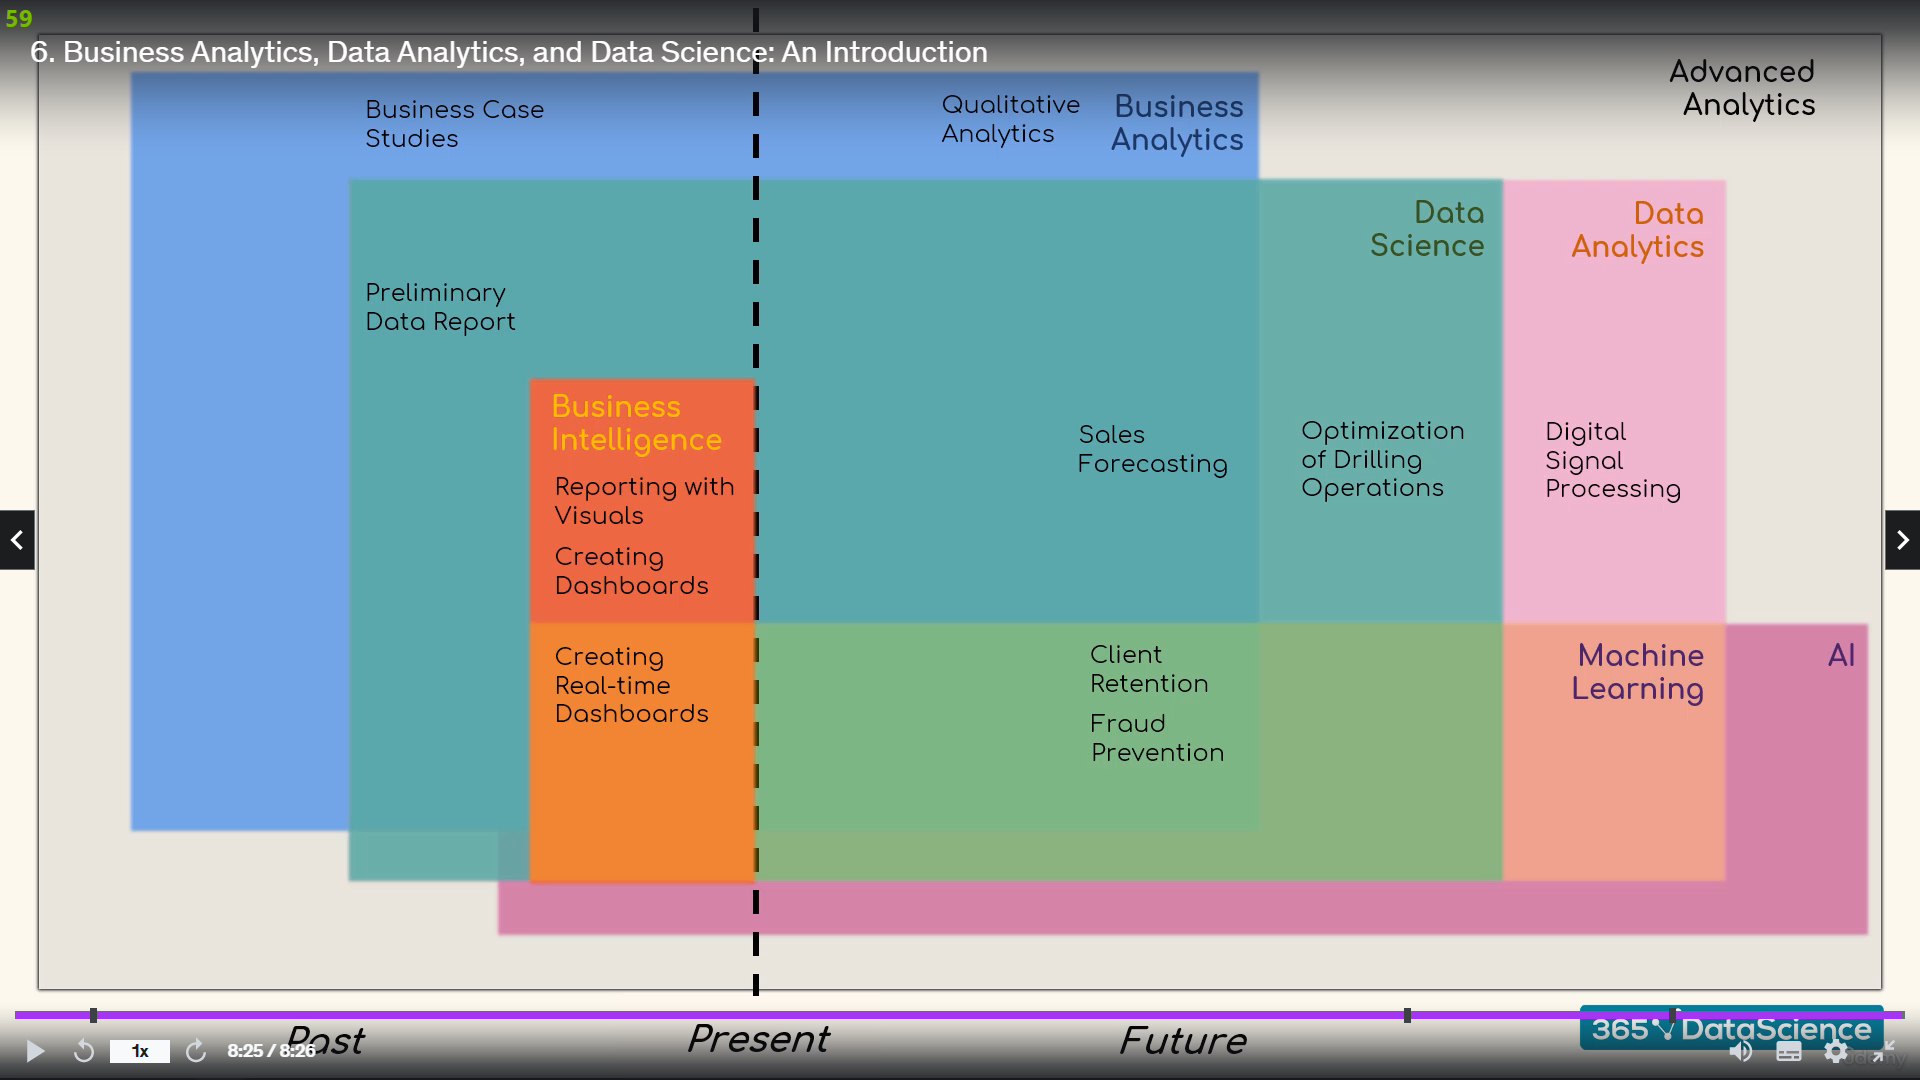 59
6. Business Analytics, Data Analytics, and Data Science: An Introduction
Advanced
Analytics
Business Case
Studies
Qualitative
Analytics
Business
Analytics
Data
Science
Data
Analytics
Preliminary
Data Report
Business
Intelligence
Reporting with
Visuals
Creating
Dashboards
Sales
Forecasting
Optimization
of Drilling
Operations
Digital
Signal
Processing
Creating
Real-time
Dashboards
Client
Retention
Fraud
Prevention
Machine
Learning
AI
Past
Present
Future
365 DataScience
1x
8:25 / 8:26
udemy